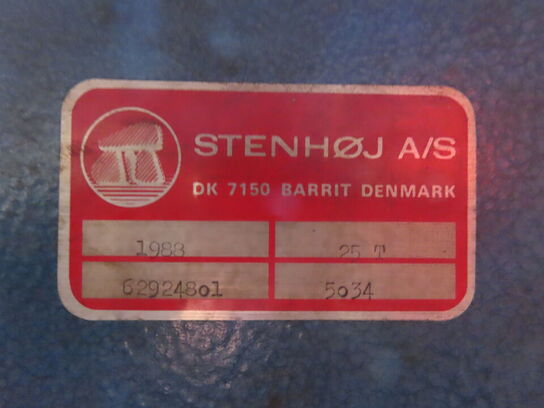 STENHØJ A/S
DK 7150 BARRIT DENMARK
1988 25 T
62924801 5034